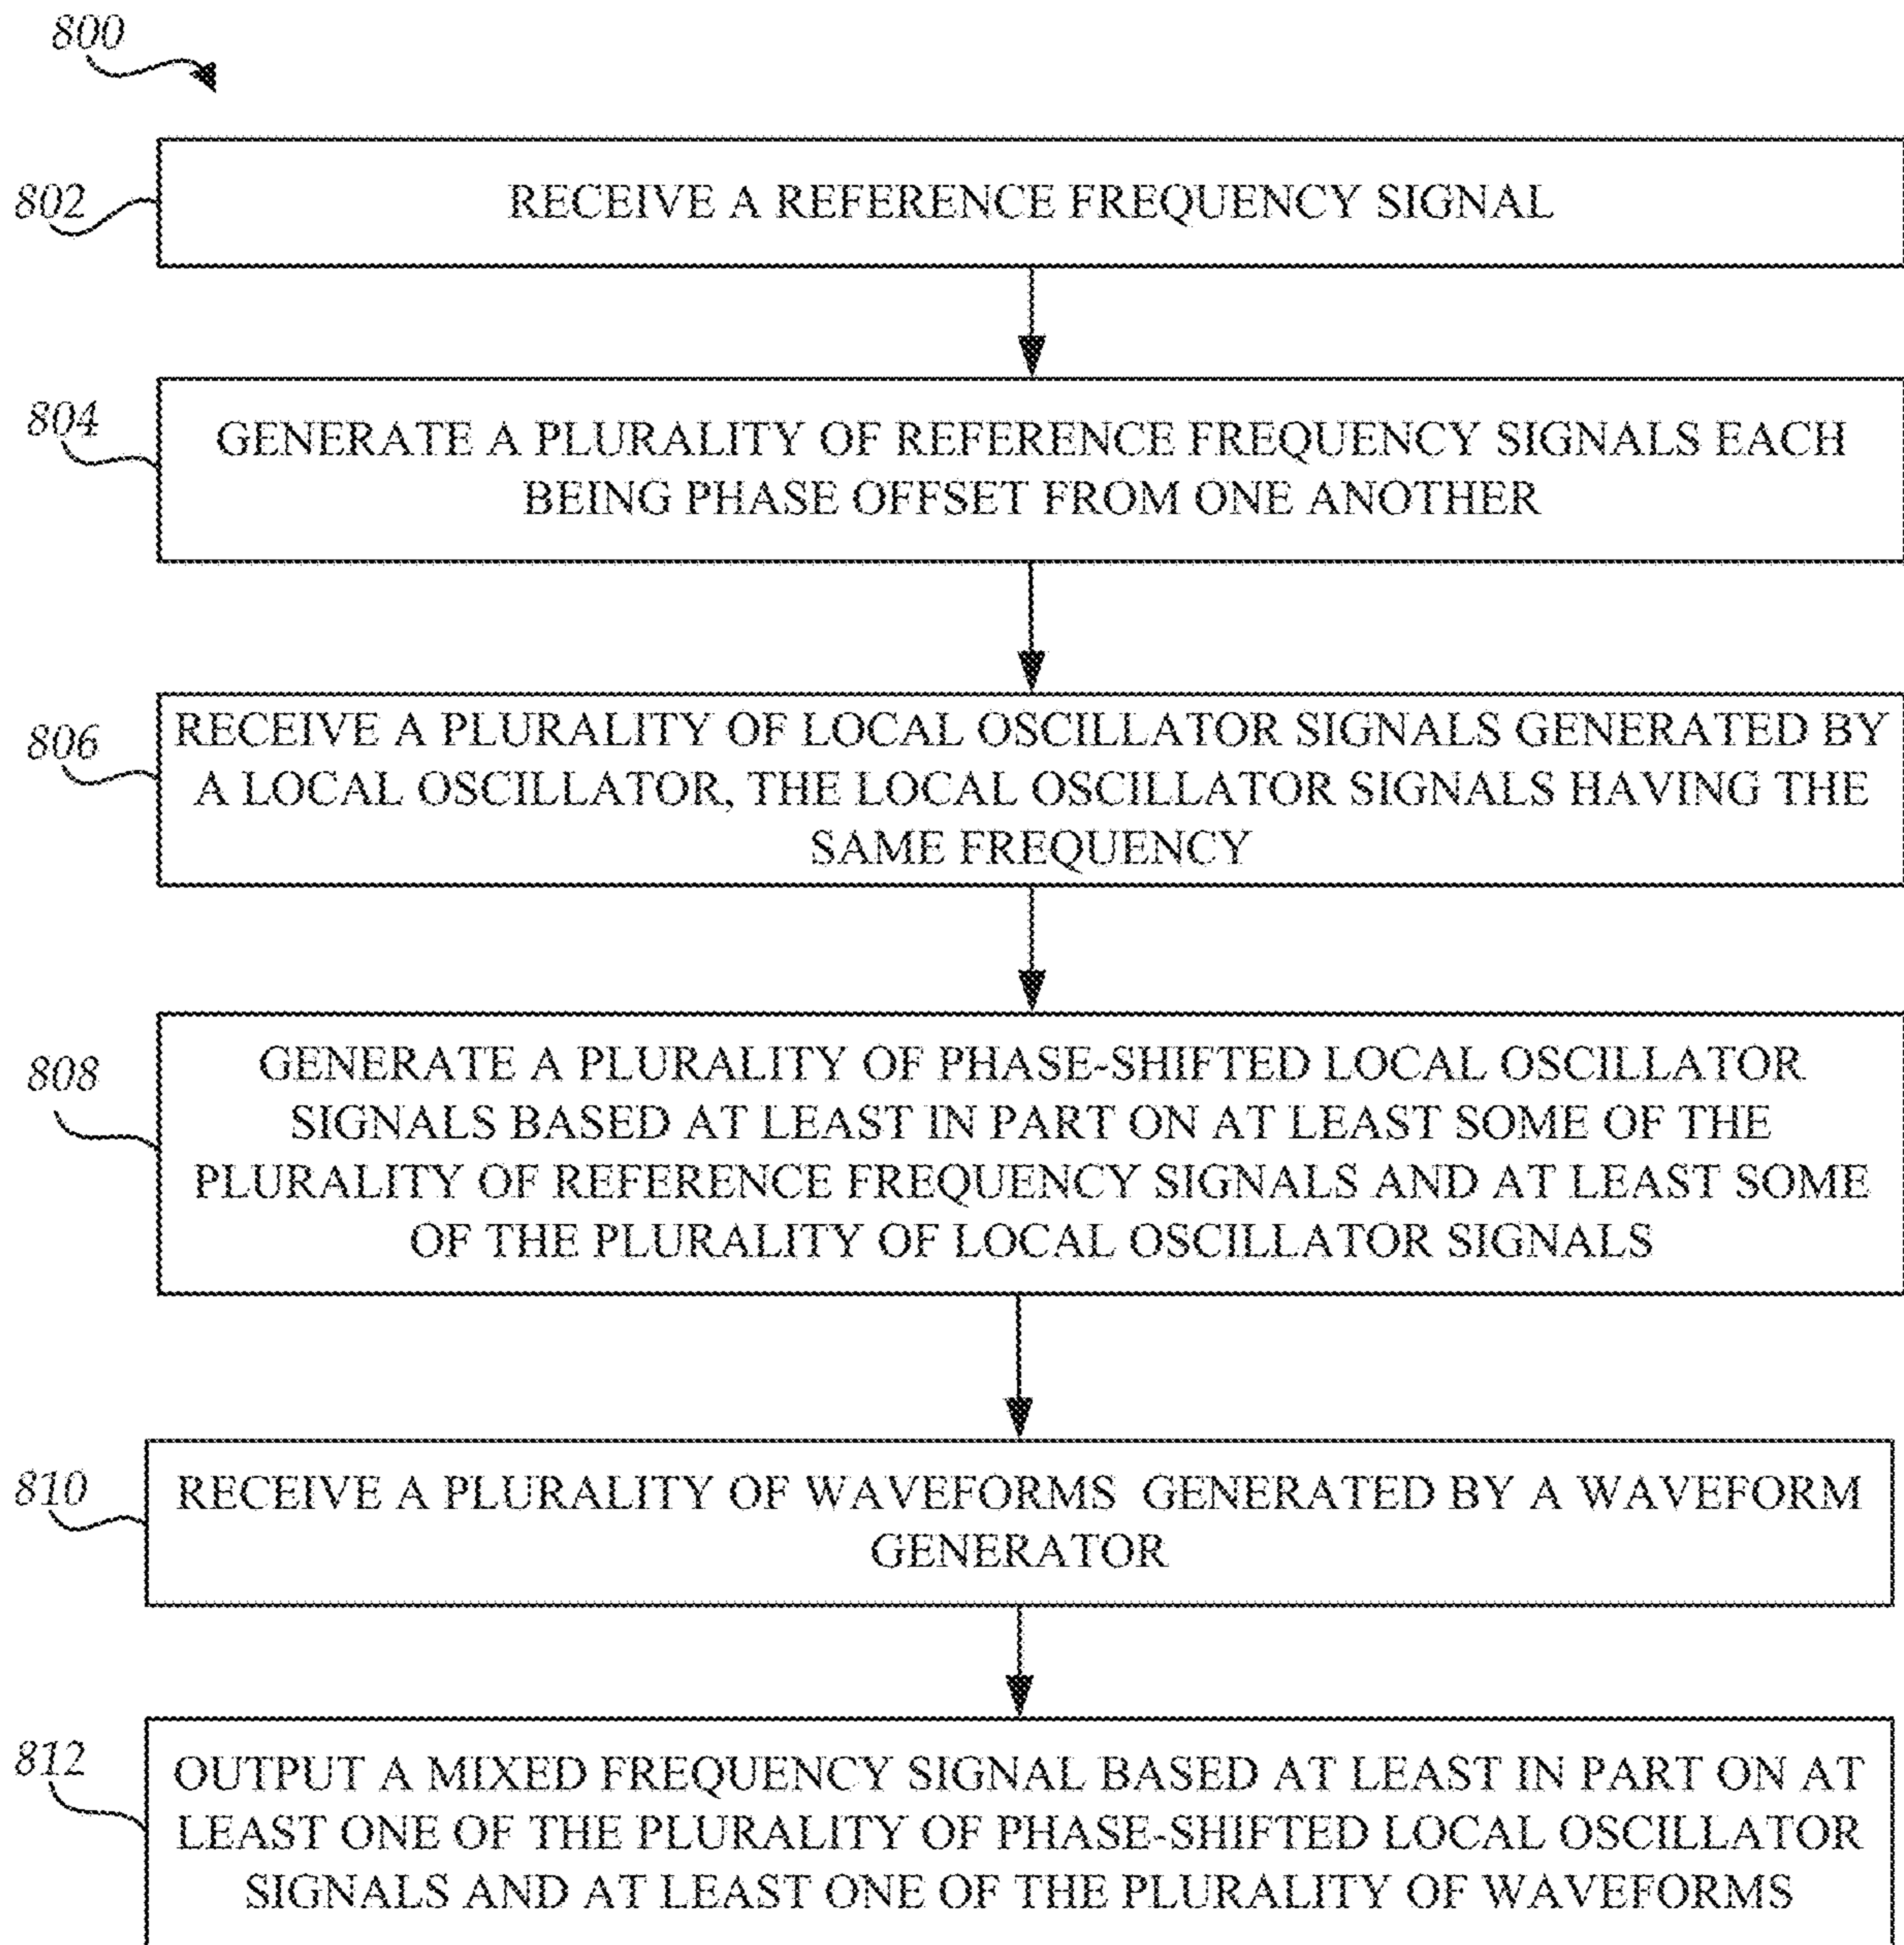 800
802
RECEIVE A REFERENCE FREQUENCY SIGNAL
804
GENERATE A PLURALITY OF REFERENCE FREQUENCY SIGNALS EACH
BEING PHASE OFFSET FROM ONE ANOTHER
806
RECEIVE A PLURALITY OF LOCAL OSCILLATOR SIGNALS GENERATED BY
A LOCAL OSCILLATOR, THE LOCAL OSCILLATOR SIGNALS HAVING THE
SAME FREQUENCY
808
GENERATE A PLURALITY OF PHASE-SHIFTED LOCAL OSCILLATOR
SIGNALS BASED AT LEAST IN PART ON AT LEAST SOME OF THE
PLURALITY OF REFERENCE FREQUENCY SIGNALS AND AT LEAST SOME
OF THE PLURALITY OF LOCAL OSCILLATOR SIGNALS
810
RECEIVE A PLURALITY OF WAVEFORMS GENERATED BY A WAVEFORM
GENERATOR
812
OUTPUT A MIXED FREQUENCY SIGNAL BASED AT LEAST IN PART ON AT
LEAST ONE OF THE PLURALITY OF PHASE-SHIFTED LOCAL OSCILLATOR
SIGNALS AND AT LEAST ONE OF THE PLURALITY OF WAVEFORMS